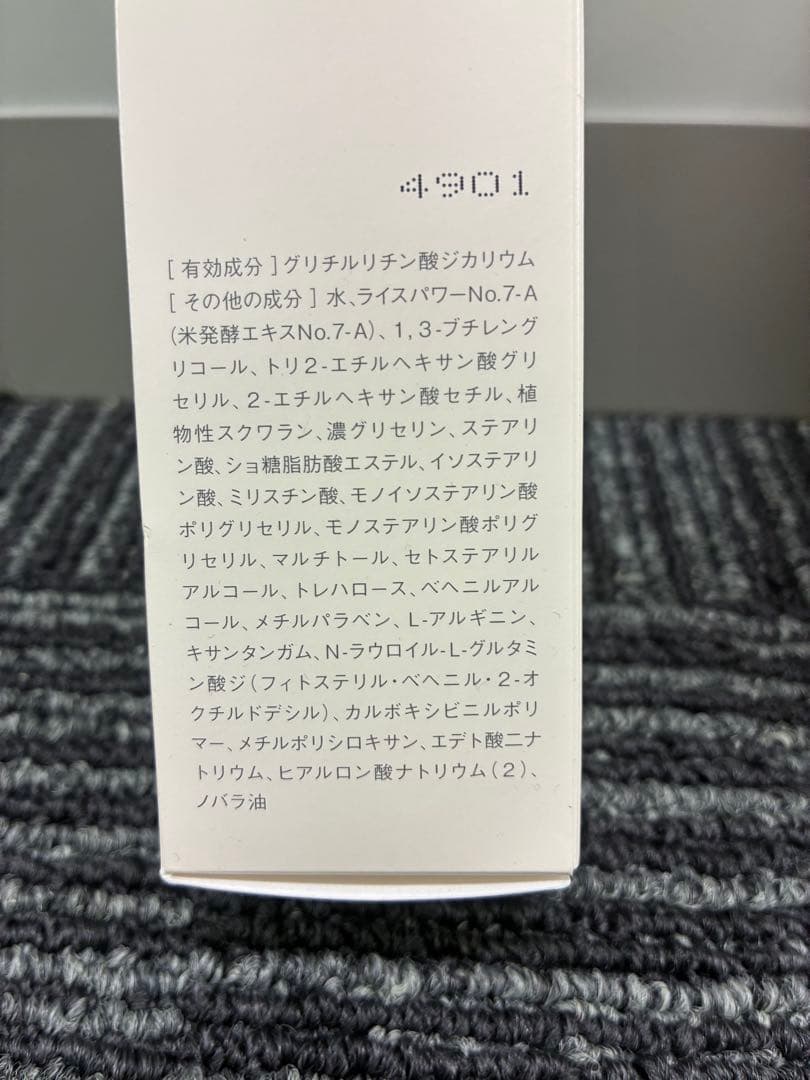 4901
[ 有効成分 ] グリチルリチン酸ジカリウム
[ その他の成分 ] 水、ライスパワーNo.7-A
(米発酵エキスNo.7-A)、1,3-ブチレング
リコール、トリ2-エチルヘキサン酸グリ
セリル、2-エチルヘキサン酸セチル、植
物性スクワラン、濃グリセリン、ステアリ
ン酸、ショ糖脂肪酸エステル、イソステアリ
ン酸、ミリスチン酸、モノイソステアリン酸
ポリグリセリル、モノステアリン酸ポリグ
リセリル、マルチトール、セトステアリル
アルコール、トレハロース、ベヘニルアル
コール、メチルパラベン、L-アルギニン、
キサンタンガム、N-ラウロイル-L-グルタミ
ン酸ジ(フィトステリル・ベヘニル・2-オ
クチルドデシル)、カルボキシビニルポリ
マー、メチルポリシロキサン、エデト酸二ナ
トリウム、ヒアルロン酸ナトリウム(2)、
ノバラ油